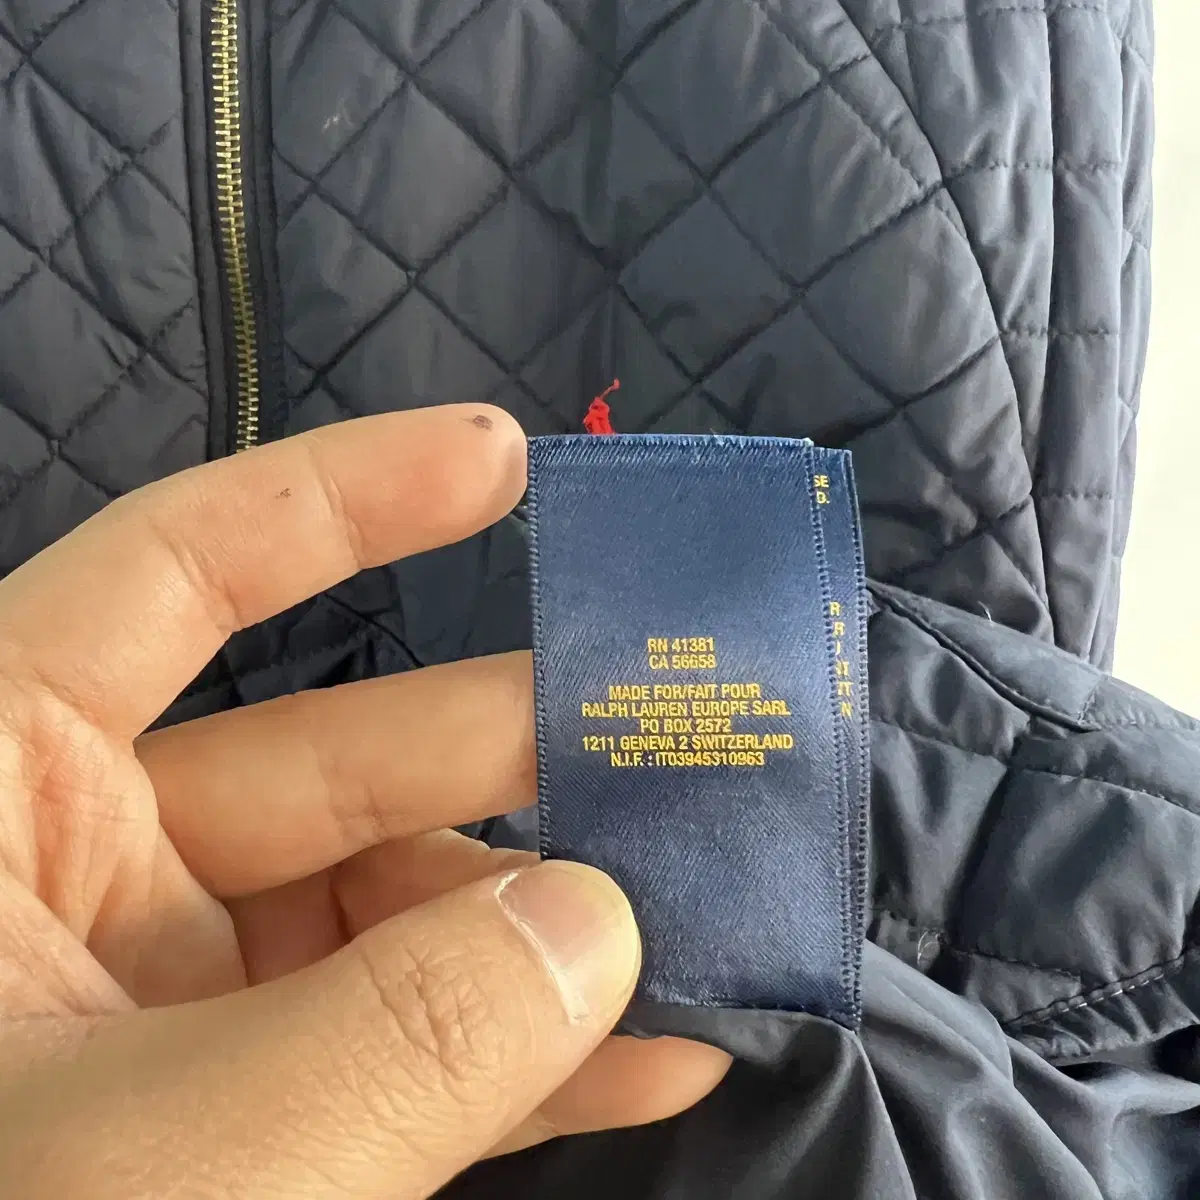 RN 41381
CA 56658
MADE FOR/FAIT POUR
RALPH LAUREN EUROPE SARL
PO BOX 2572
1211 GENEVA 2 SWITZERLAND
N.I.F. : IT03945310963